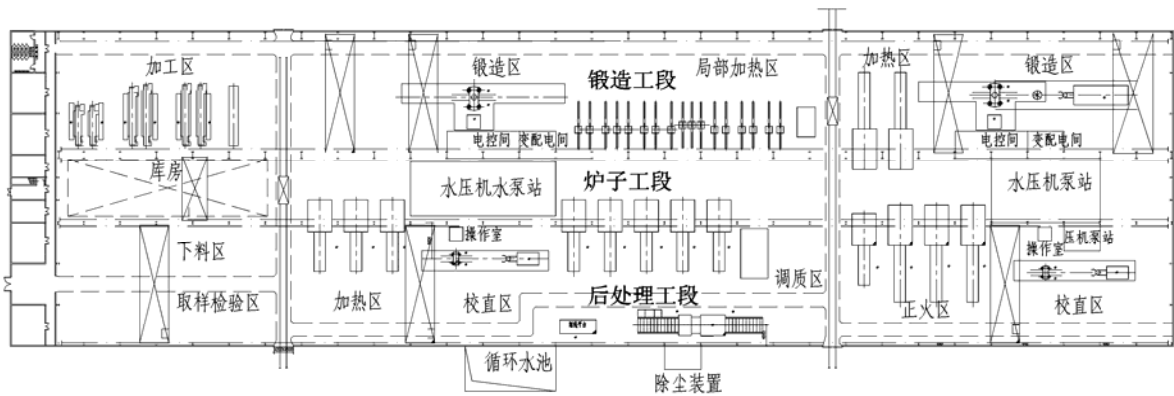 加工区
锻造区
锻造工段
局部加热区
加热区
锻造区
电控间
变配电间
电控间
变配电间
库房
水压机水泵站
炉子工段
水压机泵站
下料区
操作室
操作室
压机泵站
取样检验区
加热区
校直区
后处理工段
调质区
正火区
校直区
循环水池
除尘装置